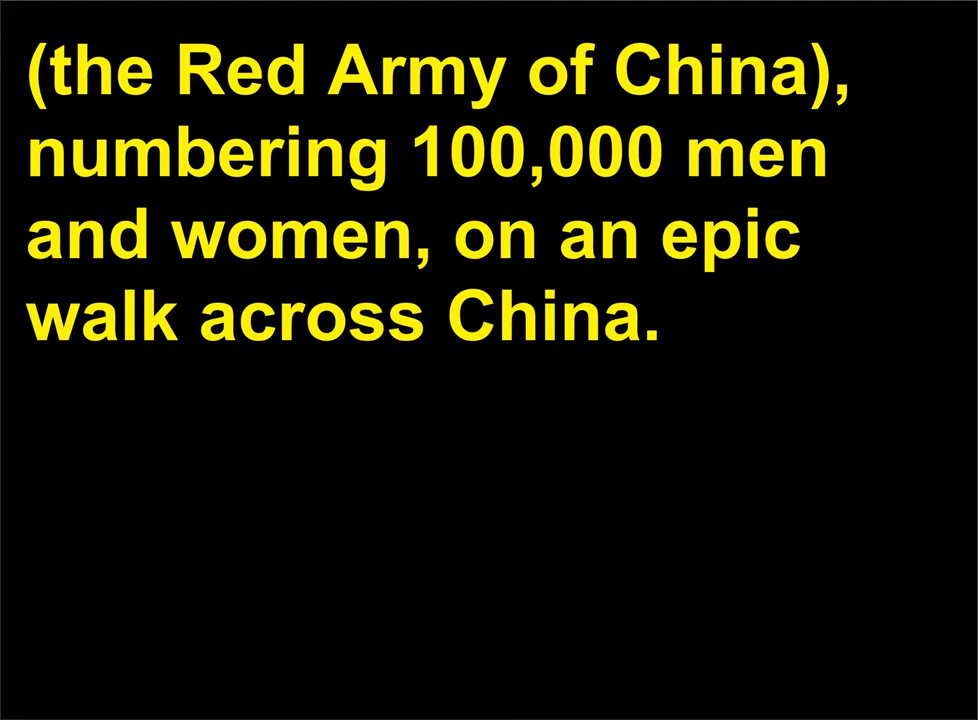 (the Red Army of China),
numbering 100,000 men
and women, on an epic
walk across China.